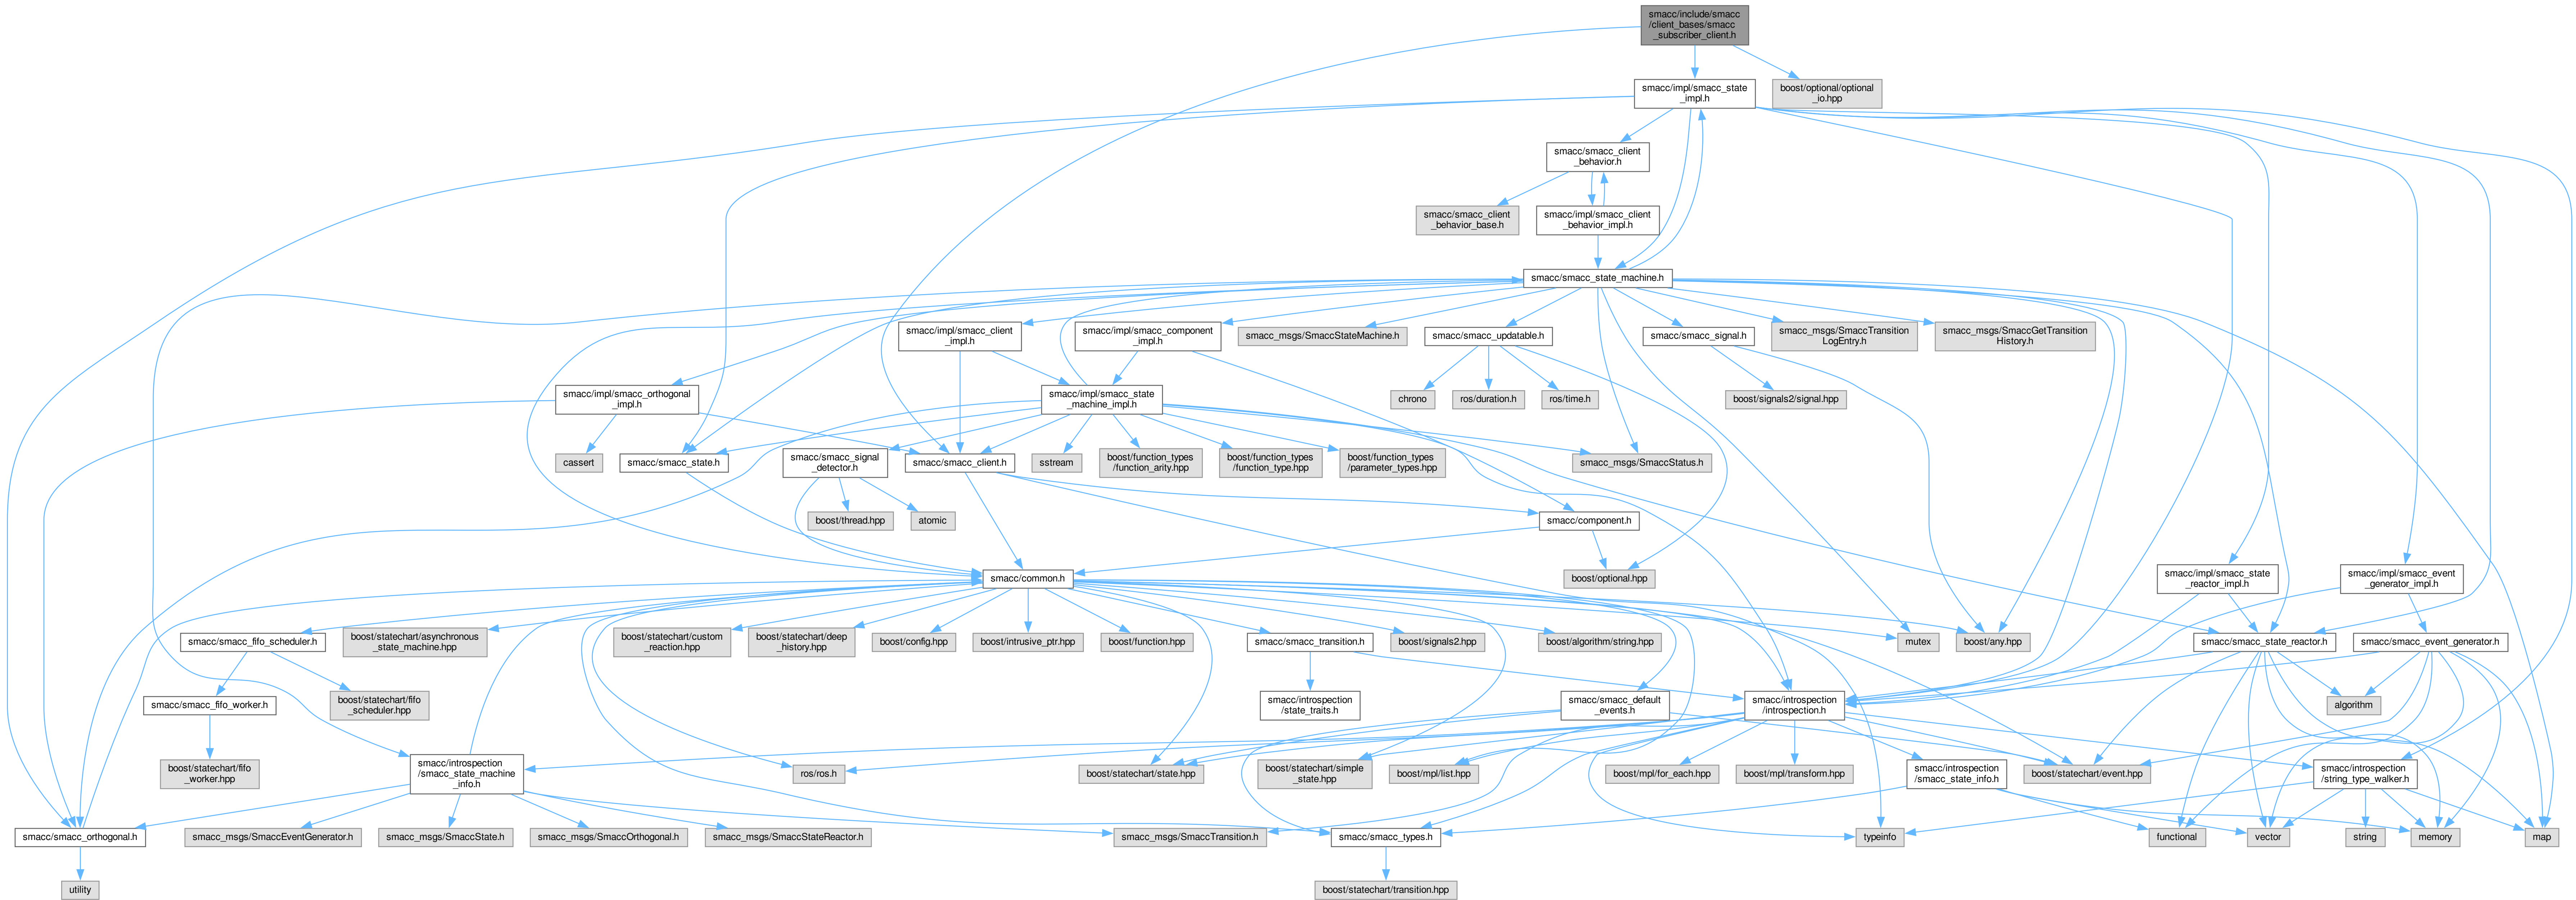 smacc/include/smacc
/client_bases/smacc
_subscriber_client.h
smacc/impl/smacc_state
_impl.h
boost/optional/optional
_io.hpp
smacc/smacc_client
_behavior.h
smacc/smacc_client
_behavior_base.h
smacc/impl/smacc_client
_behavior_impl.h
smacc/smacc_state_machine.h
smacc/impl/smacc_client
_impl.h
smacc/impl/smacc_component
_impl.h
smacc_msgs/SmaccStateMachine.h
smacc/smacc_updatable.h
smacc/smacc_signal.h
smacc_msgs/SmaccTransition
LogEntry.h
smacc_msgs/SmaccGetTransition
History.h
smacc/impl/smacc_orthogonal
_impl.h
smacc/impl/smacc_state
_machine_impl.h
chrono
ros/duration.h
ros/time.h
boost/signals2/signal.hpp
cassert
smacc/smacc_state.h
smacc/smacc_signal
_detector.h
smacc/smacc_client.h
sstream
boost/function_types
/function_arity.hpp
boost/function_types
/function_type.hpp
boost/function_types
/parameter_types.hpp
smacc_msgs/SmaccStatus.h
boost/thread.hpp
atomic
smacc/component.h
smacc/common.h
boost/optional.hpp
smacc/impl/smacc_state
_reactor_impl.h
smacc/impl/smacc_event
_generator_impl.h
smacc/smacc_fifo_scheduler.h
boost/statechart/asynchronous
_state_machine.hpp
boost/statechart/custom
_reaction.hpp
boost/statechart/deep
_history.hpp
boost/config.hpp
boost/intrusive_ptr.hpp
boost/function.hpp
smacc/smacc_transition.h
boost/signals2.hpp
boost/algorithm/string.hpp
mutex
boost/any.hpp
smacc/smacc_state_reactor.h
smacc/smacc_event_generator.h
smacc/smacc_fifo_worker.h
boost/statechart/fifo
_scheduler.hpp
smacc/introspection
/state_traits.h
smacc/smacc_default
_events.h
smacc/introspection
/introspection.h
algorithm
boost/statechart/fifo
_worker.hpp
smacc/introspection
/smacc_state_machine
_info.h
ros/ros.h
boost/statechart/state.hpp
boost/statechart/simple
_state.hpp
boost/mpl/list.hpp
boost/mpl/for_each.hpp
boost/mpl/transform.hpp
smacc/introspection
/smacc_state_info.h
boost/statechart/event.hpp
smacc/introspection
/string_type_walker.h
smacc/smacc_orthogonal.h
smacc_msgs/SmaccEventGenerator.h
smacc_msgs/SmaccState.h
smacc_msgs/SmaccOrthogonal.h
smacc_msgs/SmaccStateReactor.h
smacc_msgs/SmaccTransition.h
smacc/smacc_types.h
typeinfo
functional
vector
string
memory
map
utility
boost/statechart/transition.hpp